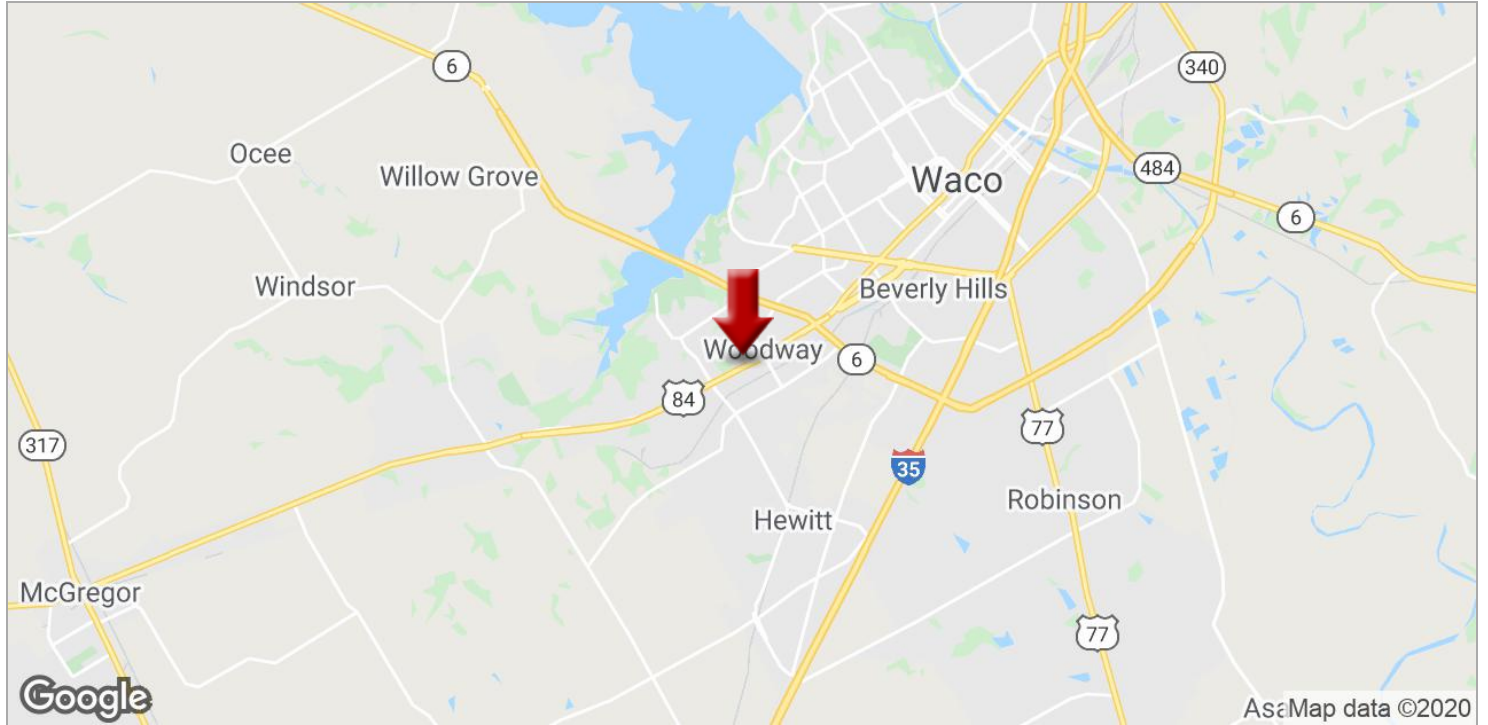 6
340
Ocee
Willow Grove
Waco
484
6
Windsor
Beverly Hills
Woodway
6
84
317
77
35
Robinson
Hewitt
McGregor
77
Google
Map data ©2020